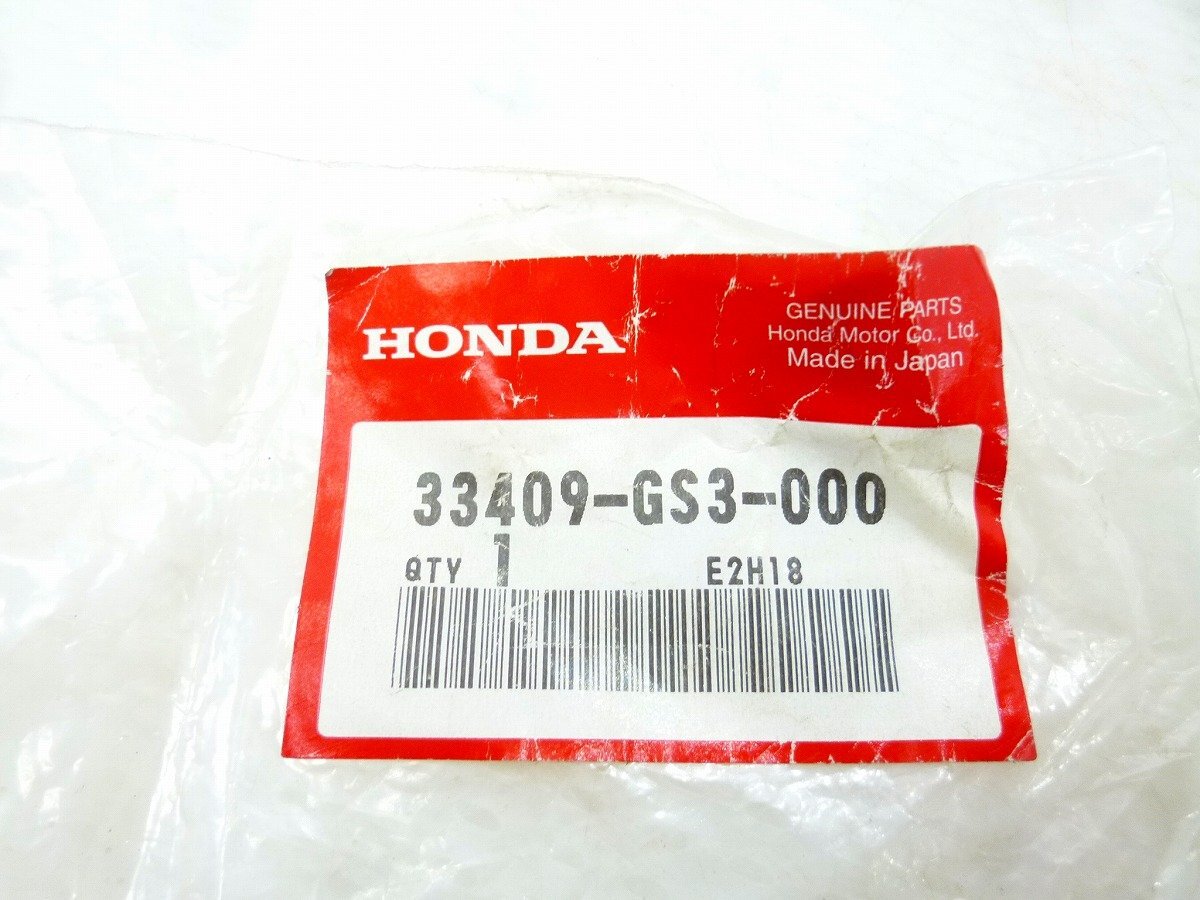 HONDA
GENUINE PARTS
Honda Motor Co., Ltd.
Made in Japan
33409-GS3-000
QTY 1 E2H18